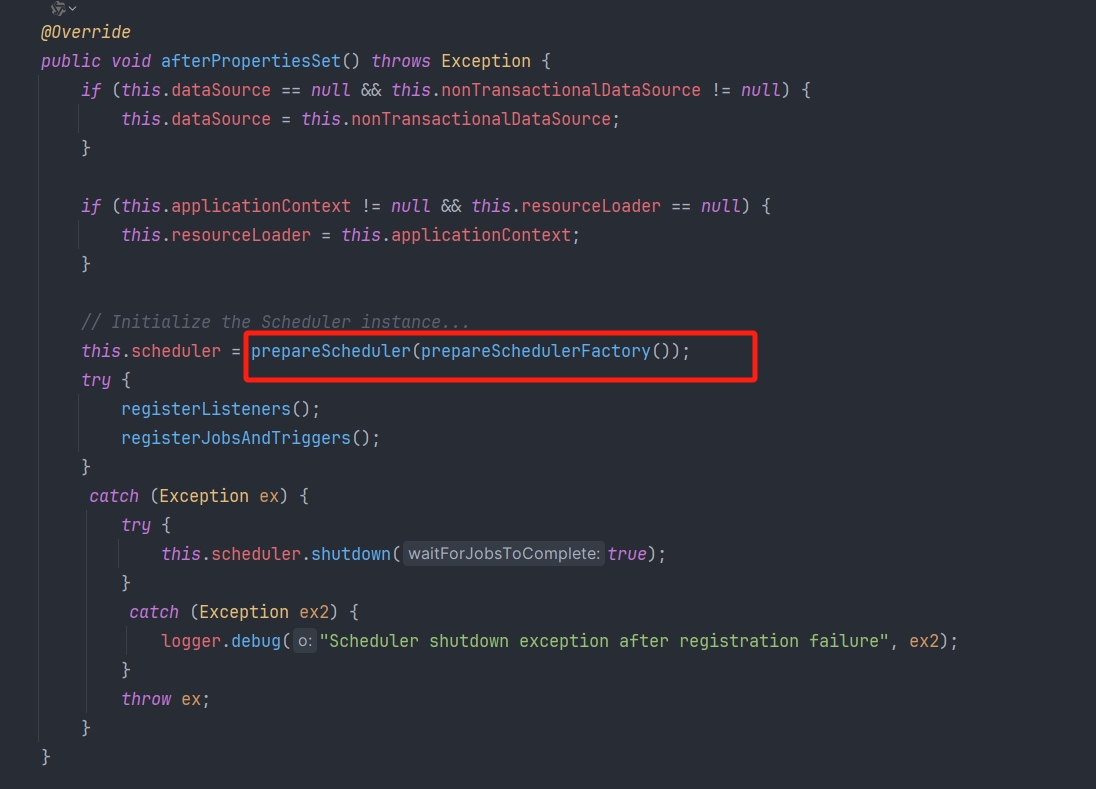 @Override
public void afterPropertiesSet() throws Exception {
if (this.dataSource == null && this.nonTransactionalDataSource != null) {
this.dataSource = this.nonTransactionalDataSource;
}
if (this.applicationContext != null && this.resourceLoader == null) {
this.resourceLoader = this.applicationContext;
}
// Initialize the Scheduler instance...
this.scheduler = prepareScheduler(prepareSchedulerFactory());
try {
registerListeners();
registerJobsAndTriggers();
}
catch (Exception ex) {
try {
this.scheduler.shutdown( waitForJobsToComplete: true);
}
catch (Exception ex2) {
logger.debug( o: "Scheduler shutdown exception after registration failure", ex2);
}
throw ex;
}
}